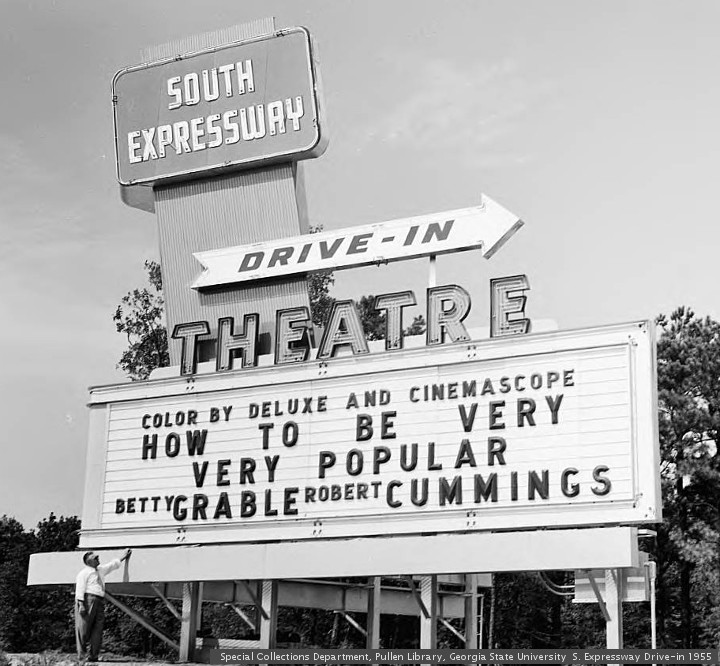 SOUTH
EXPRESSWAY
DRIVE-IN
THEATRE
COLOR BY DELUXE AND CINEMASCOPE
HOW TO BE VERY
VERY POPULAR
BETTY GRABLE ROBERT CUMMINGS
Special Collections Department, Pullen Library, Georgia State University S. Expressway Drive-in 1955